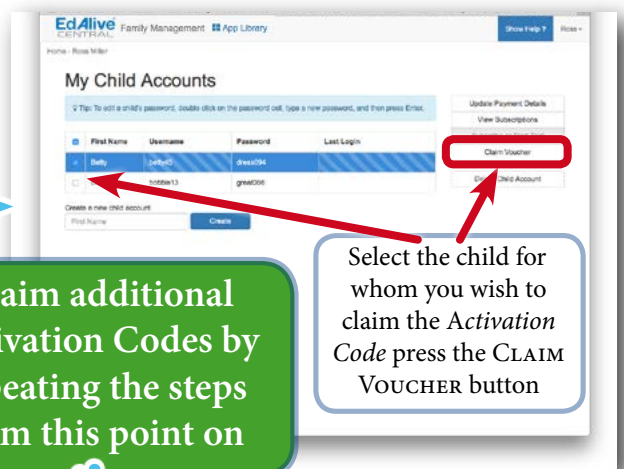 EdAlive
CENTRAL
Family Management App Library
Show Help ? Ross
Home - Ross Miller
My Child Accounts
Tip: To edit a child's password, double click on the password cell, type a new password, and then press Enter.
First Name Username Password Last Login
Betty betty45 dress094
bobbie13 great066
Create a new child account
First Name Create
Update Payment Details
View Subscriptions
Claim Voucher
Child Account
Select the child for
whom you wish to
claim the Activation
Code press the CLAIM
VOUCHER button
aim additional
ivation Codes by
eating the steps
m this point on